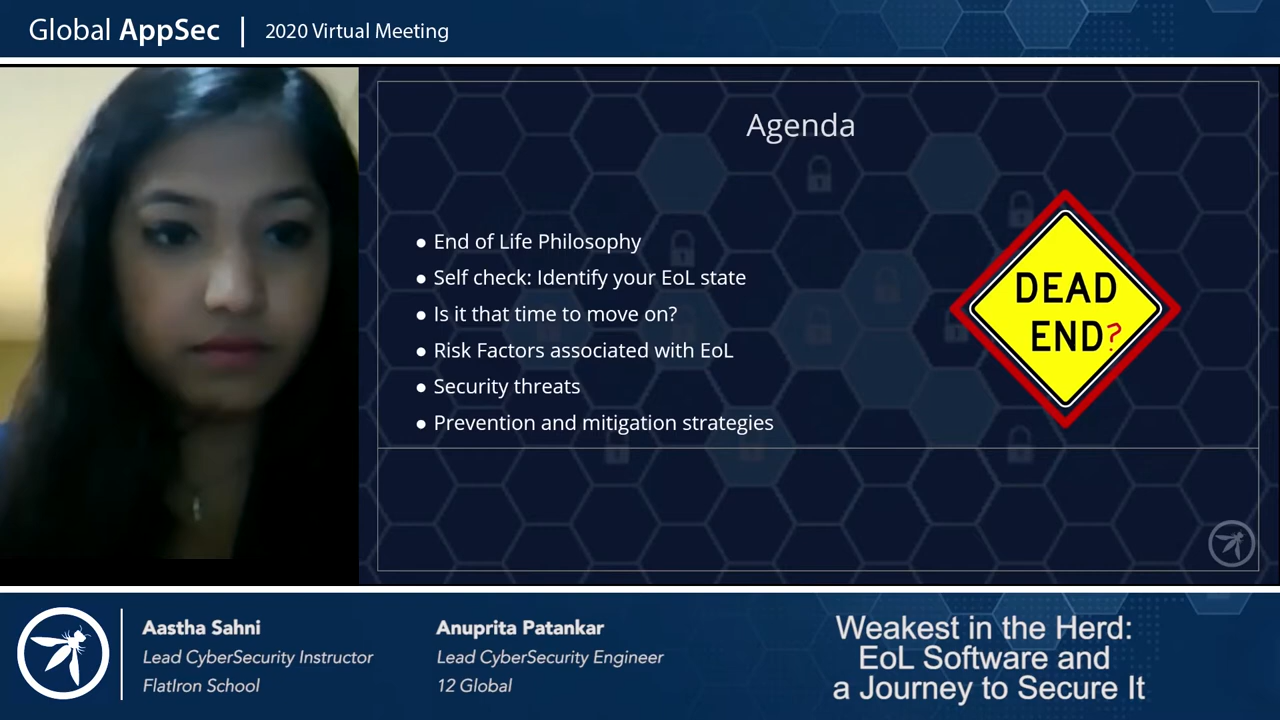 Global AppSec | 2020 Virtual Meeting
Agenda
● End of Life Philosophy
● Self check: Identify your EoL state
● Is it that time to move on?
● Risk Factors associated with EoL
● Security threats
● Prevention and mitigation strategies
DEAD
END?
Aastha Sahni
Lead CyberSecurity Instructor
FlatIron School
Anuprita Patankar
Lead CyberSecurity Engineer
12 Global
Weakest in the Herd:
EoL Software and
a Journey to Secure It